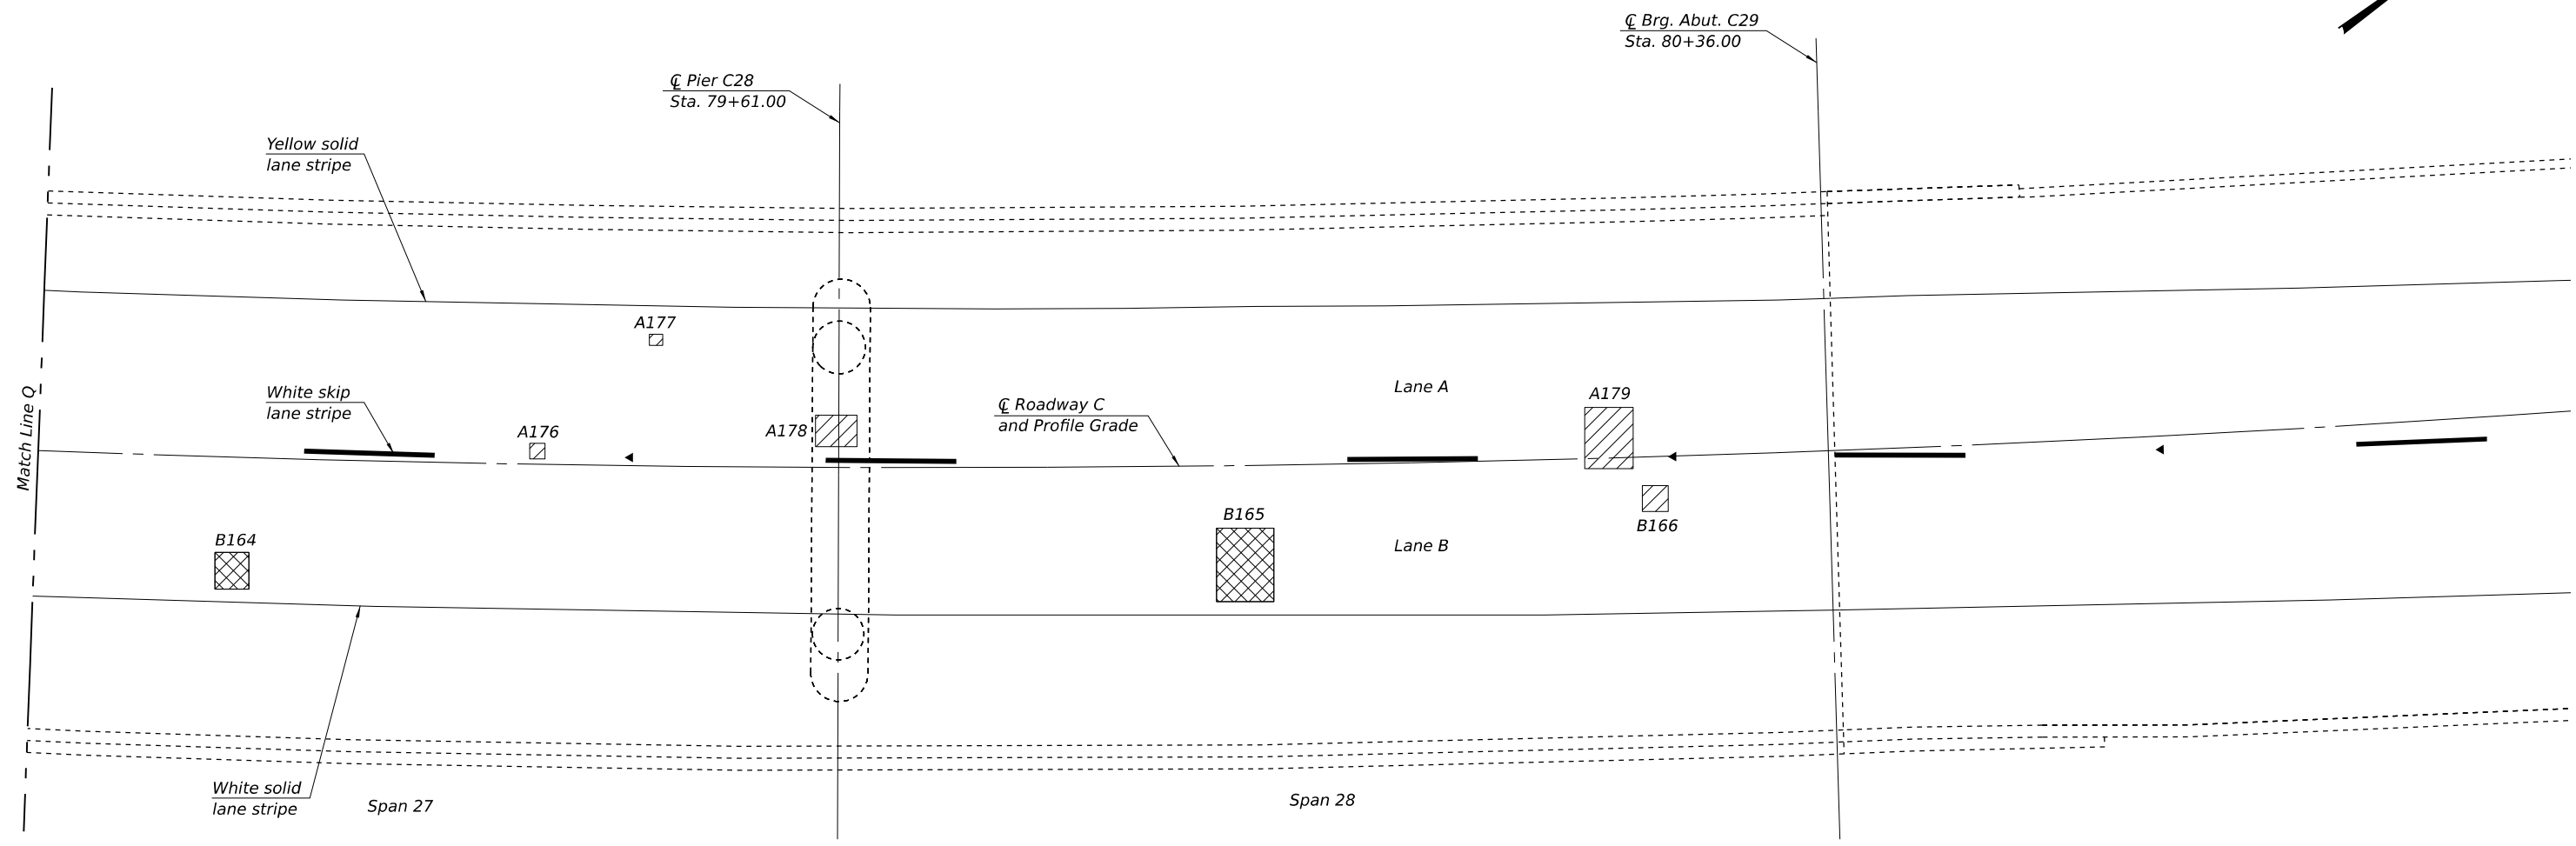 ℄ Brg. Abut. C29
Sta. 80+36.00
℄ Pier C28
Sta. 79+61.00
Yellow solid
lane stripe
A177
White skip
lane stripe
Match Line Q
A176
A178
℄ Roadway C
and Profile Grade
Lane A
A179
B164
B165
Lane B
B166
White solid
lane stripe
Span 27
Span 28